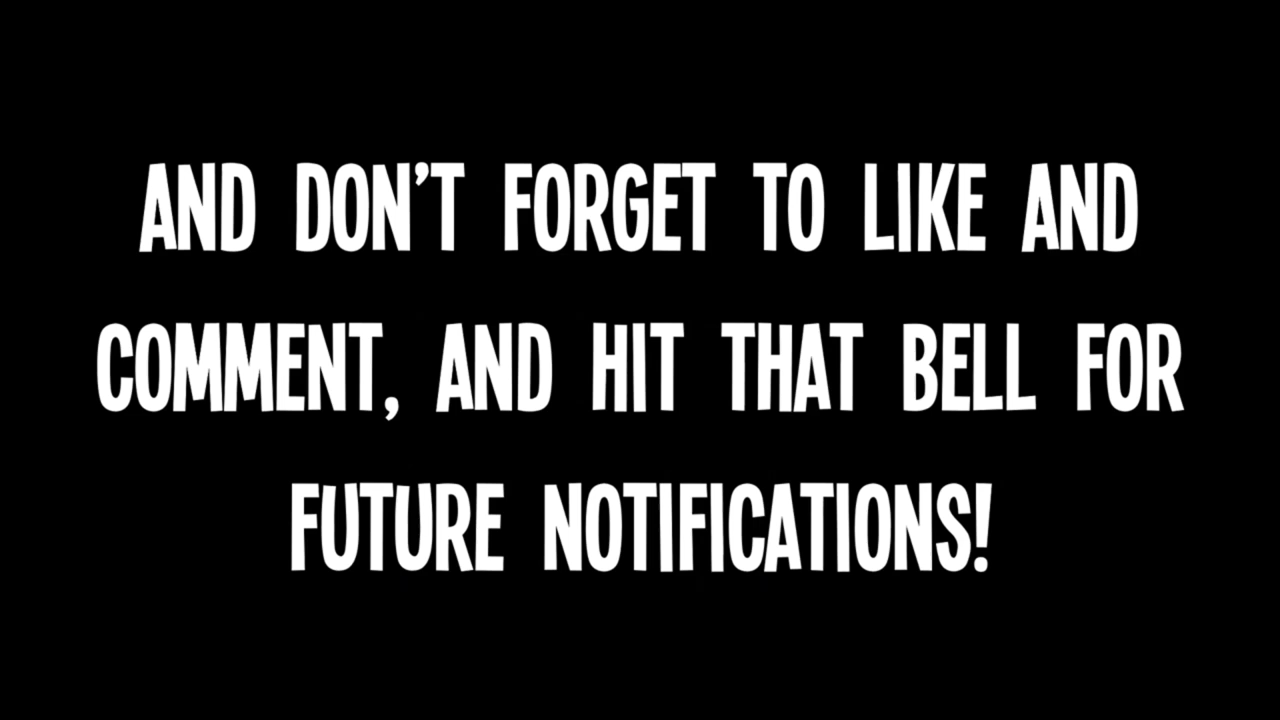 AND DON'T FORGET TO LIKE AND
COMMENT, AND HIT THAT BELL FOR
FUTURE NOTIFICATIONS!